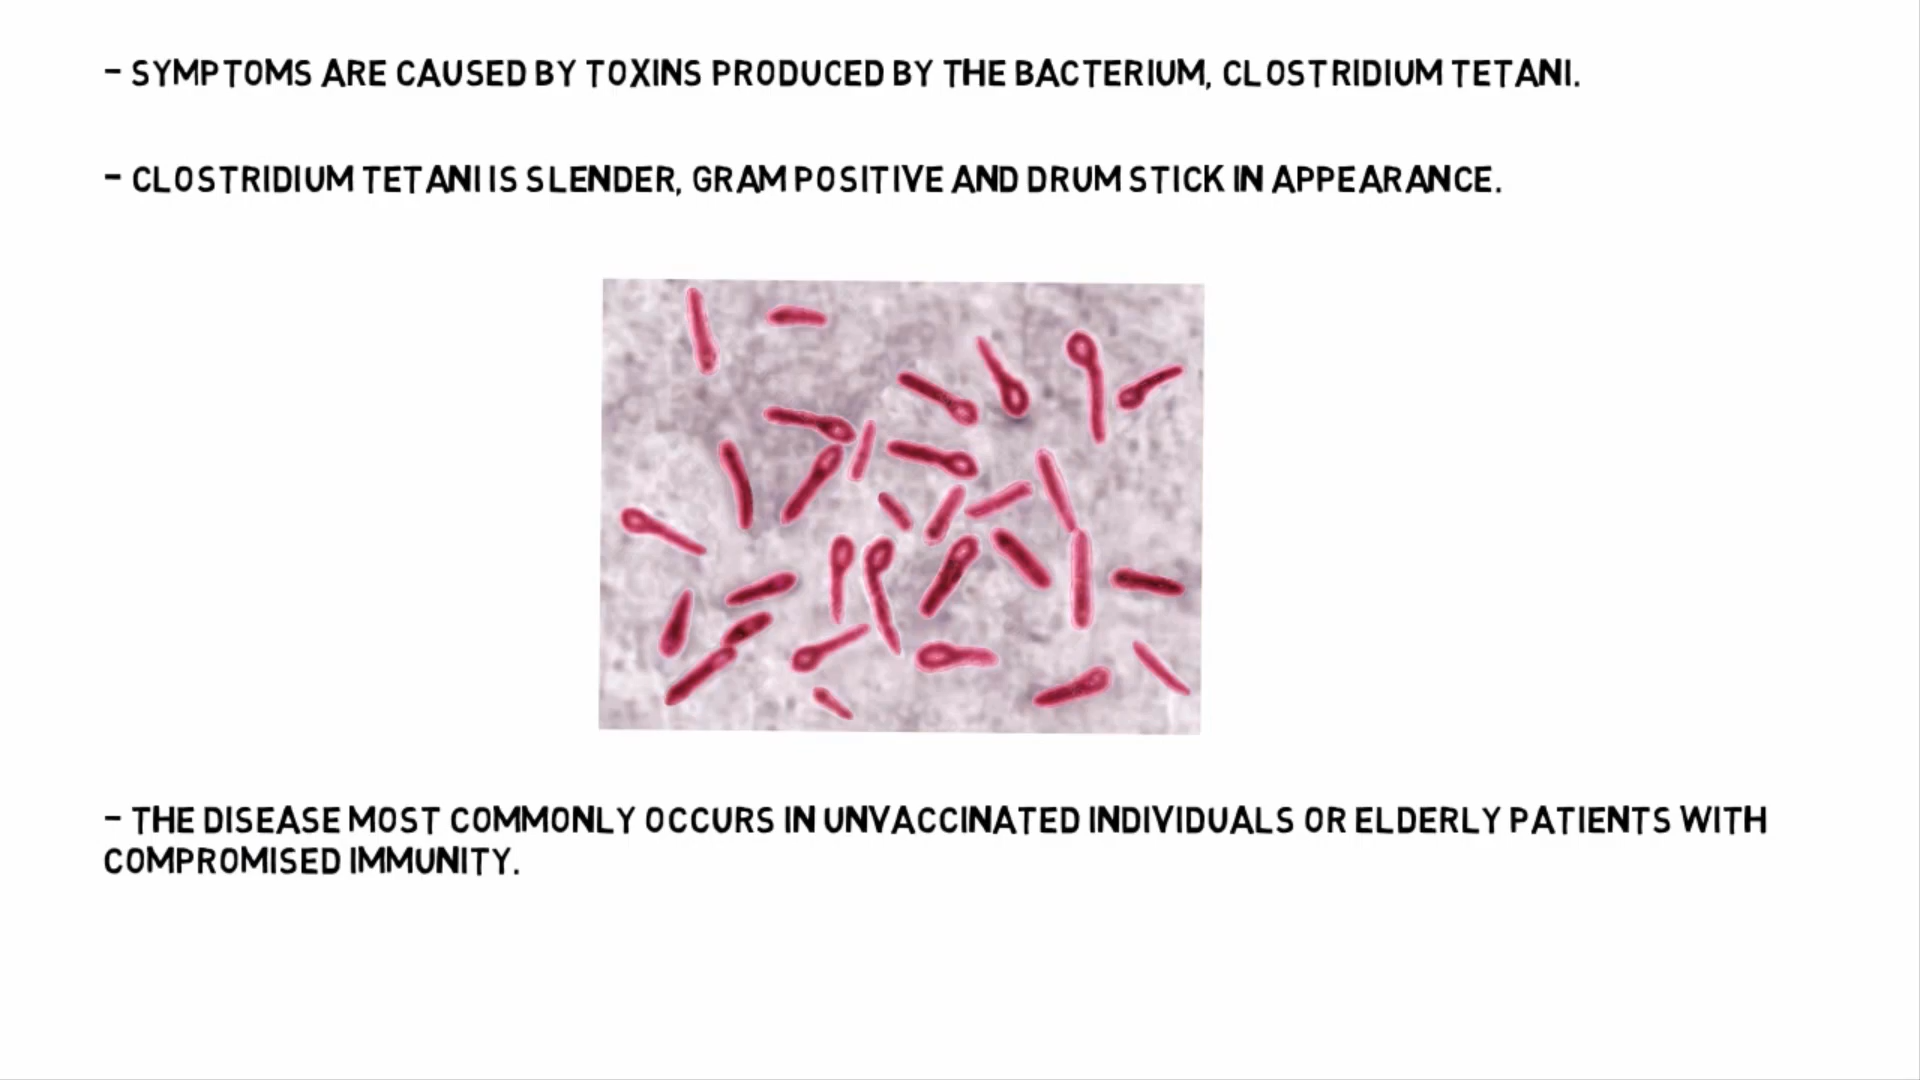 - SYMPTOMS ARE CAUSED BY TOXINS PRODUCED BY THE BACTERIUM, CLOSTRIDIUM TETANI.
- CLOSTRIDIUM TETANI IS SLENDER, GRAM POSITIVE AND DRUM STICK IN APPEARANCE.
- THE DISEASE MOST COMMONLY OCCURS IN UNVACCINATED INDIVIDUALS OR ELDERLY PATIENTS WITH
COMPROMISED IMMUNITY.